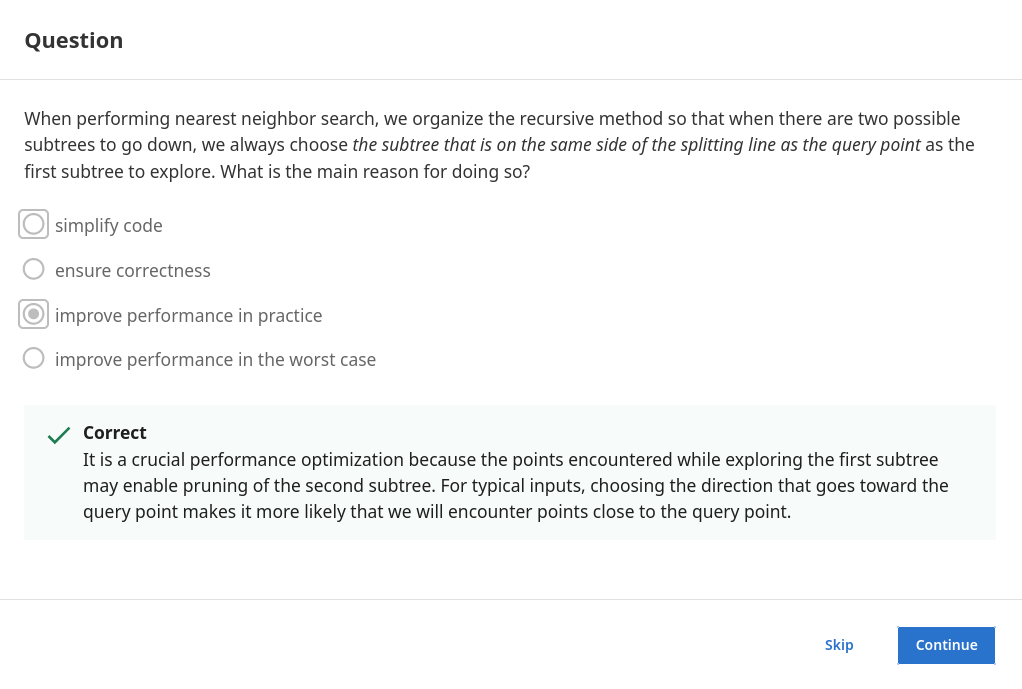 Question
When performing nearest neighbor search, we organize the recursive method so that when there are two possible
subtrees to go down, we always choose the subtree that is on the same side of the splitting line as the query point as the
first subtree to explore. What is the main reason for doing so?
simplify code
ensure correctness
improve performance in practice
improve performance in the worst case
Correct
It is a crucial performance optimization because the points encountered while exploring the first subtree
may enable pruning of the second subtree. For typical inputs, choosing the direction that goes toward the
query point makes it more likely that we will encounter points close to the query point.
Skip
Continue